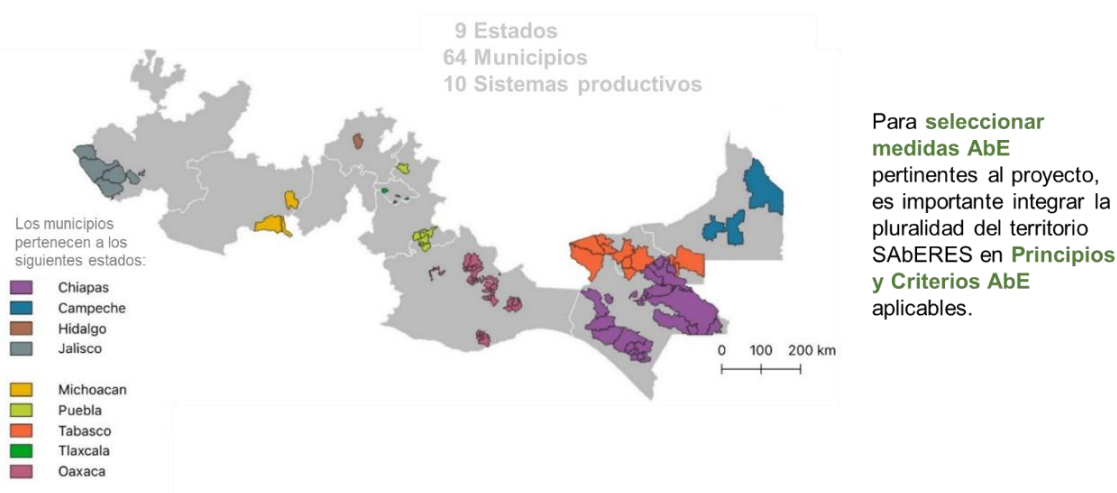 9 Estados
64 Municipios
10 Sistemas productivos
Para seleccionar
medidas AbE
pertinentes al proyecto,
es importante integrar la
pluralidad del territorio
SAbERES en Principios
y Criterios AbE
aplicables.
Los municipios
pertenecen a los
siguientes estados:
Chiapas
Campeche
Hidalgo
Jalisco
Michoacan
Puebla
Tabasco
Tlaxcala
Oaxaca
0 100 200 km